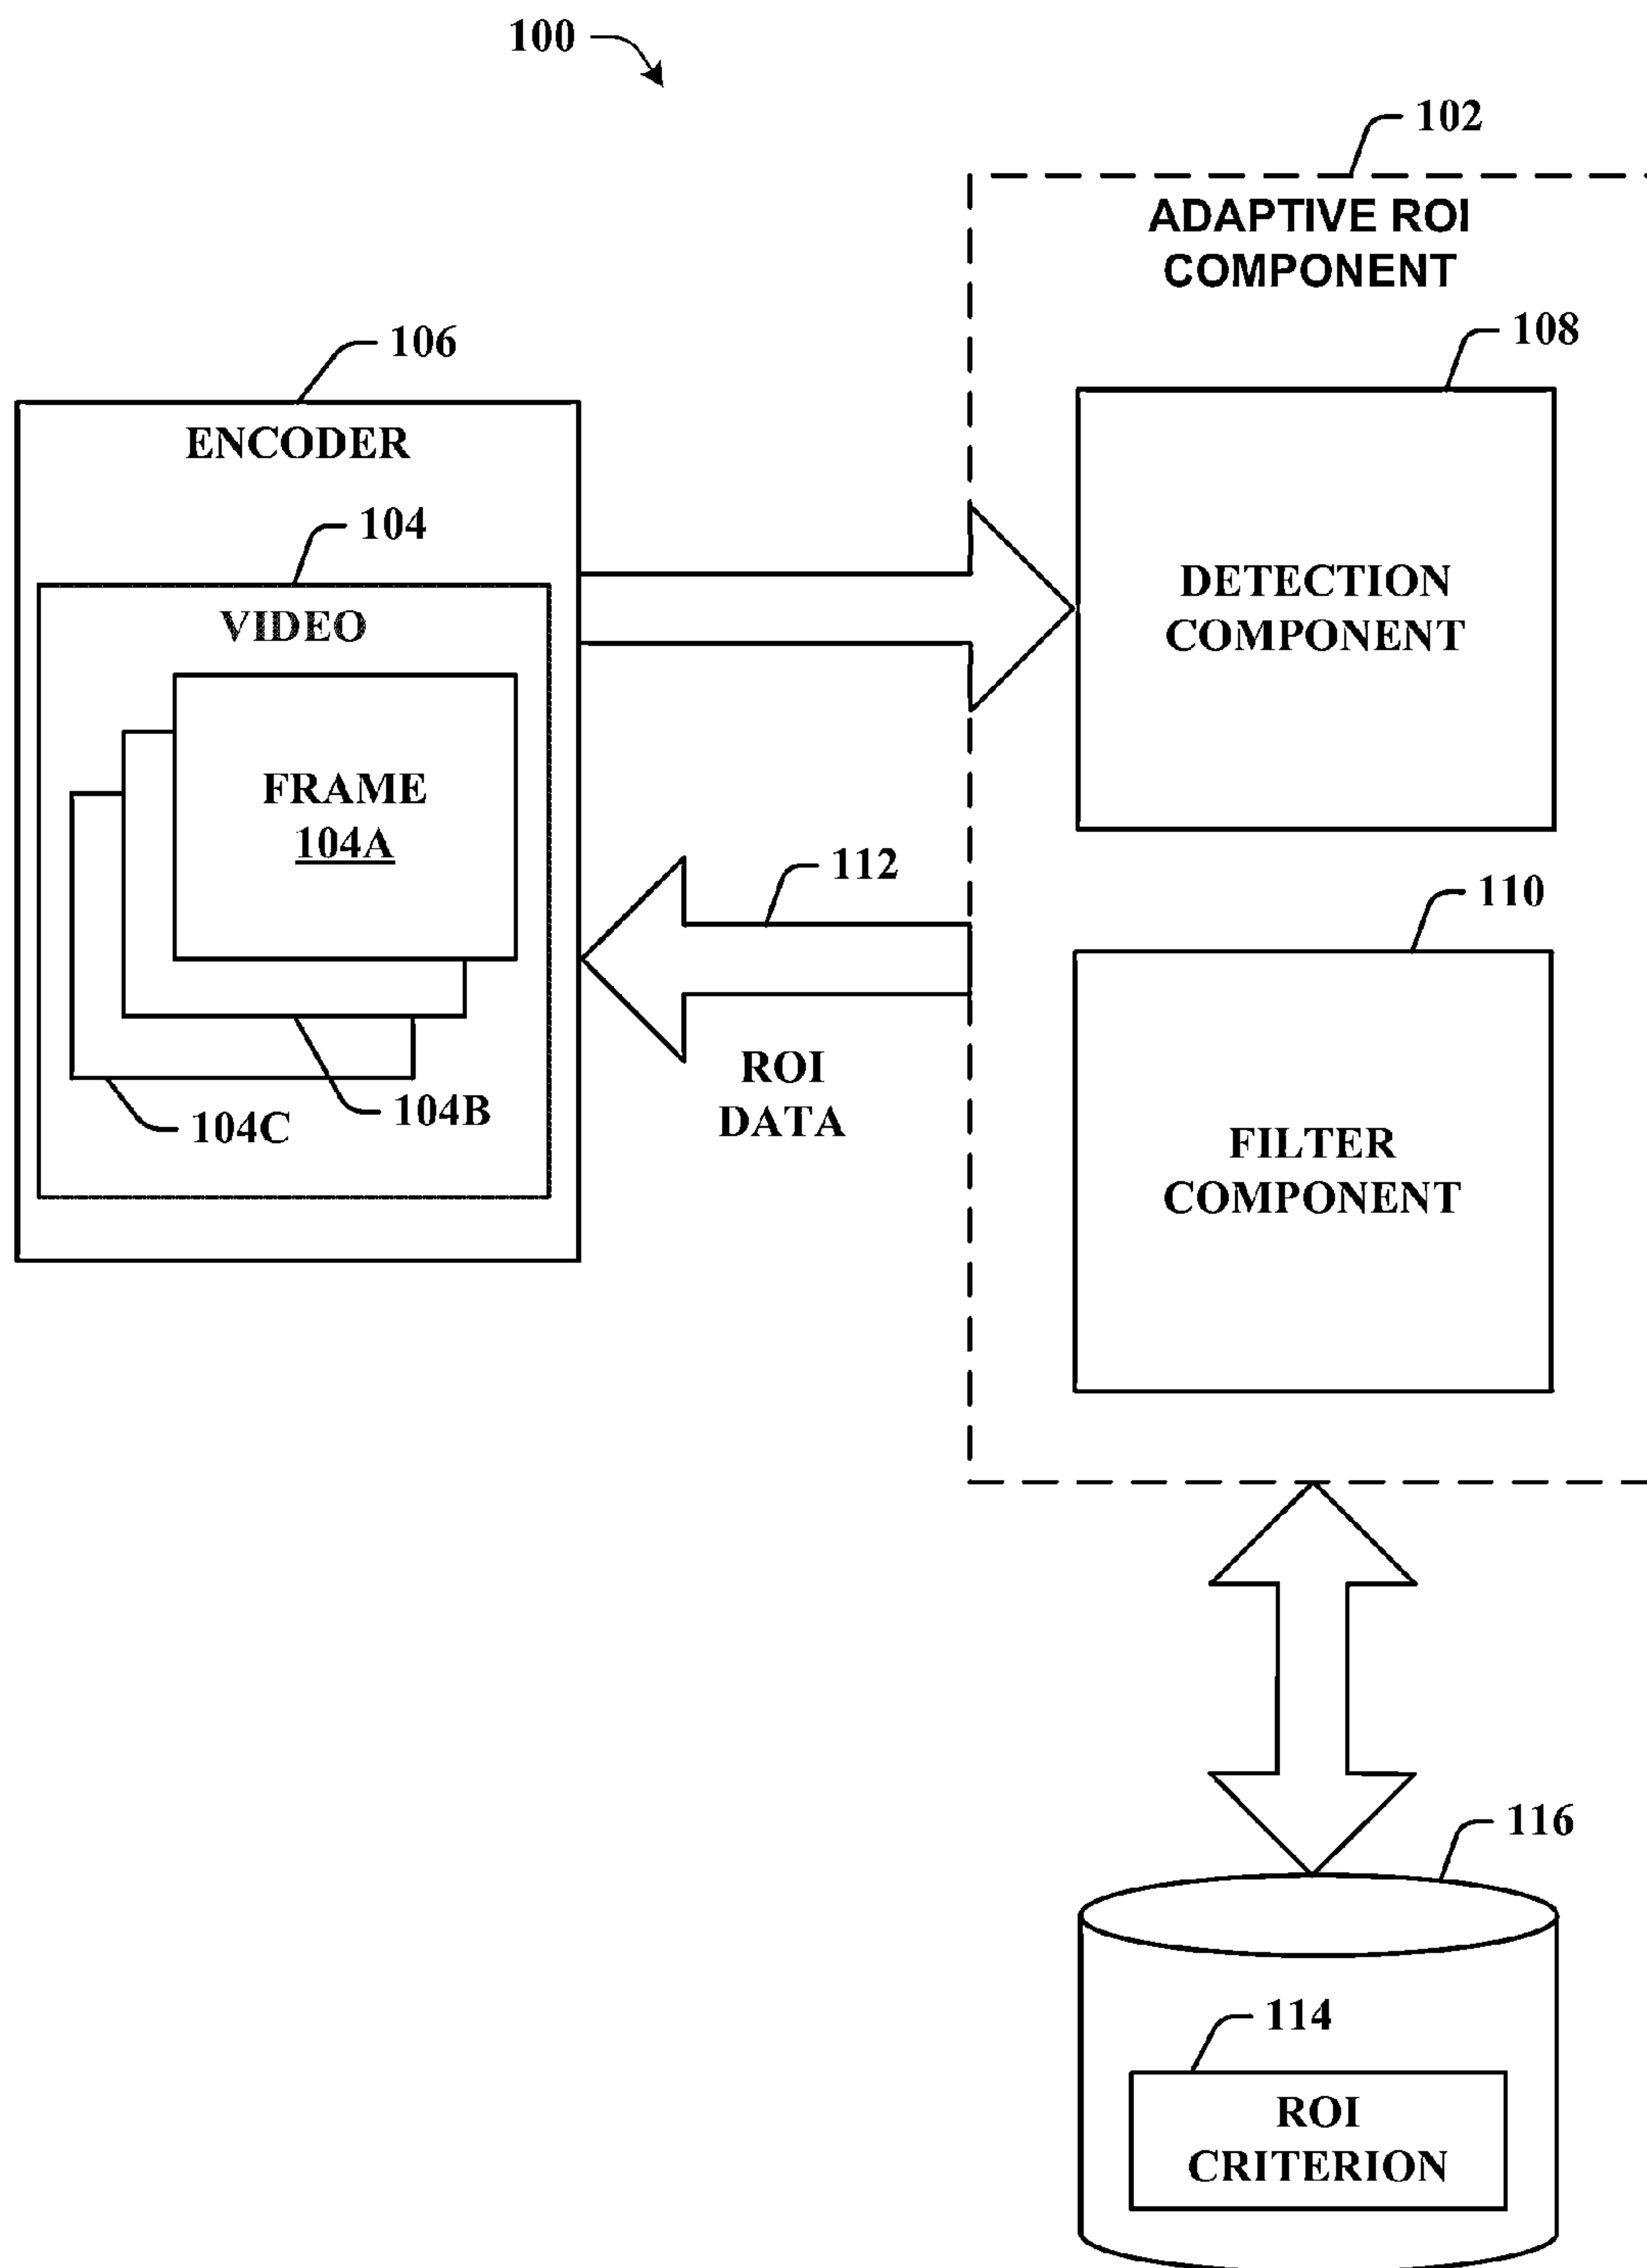 100
102
ADAPTIVE ROI
COMPONENT
108
106
ENCODER
104
VIDEO
DETECTION
COMPONENT
FRAME
104A
112
110
104B
104C
ROI
DATA
FILTER
COMPONENT
116
114
ROI
CRITERION